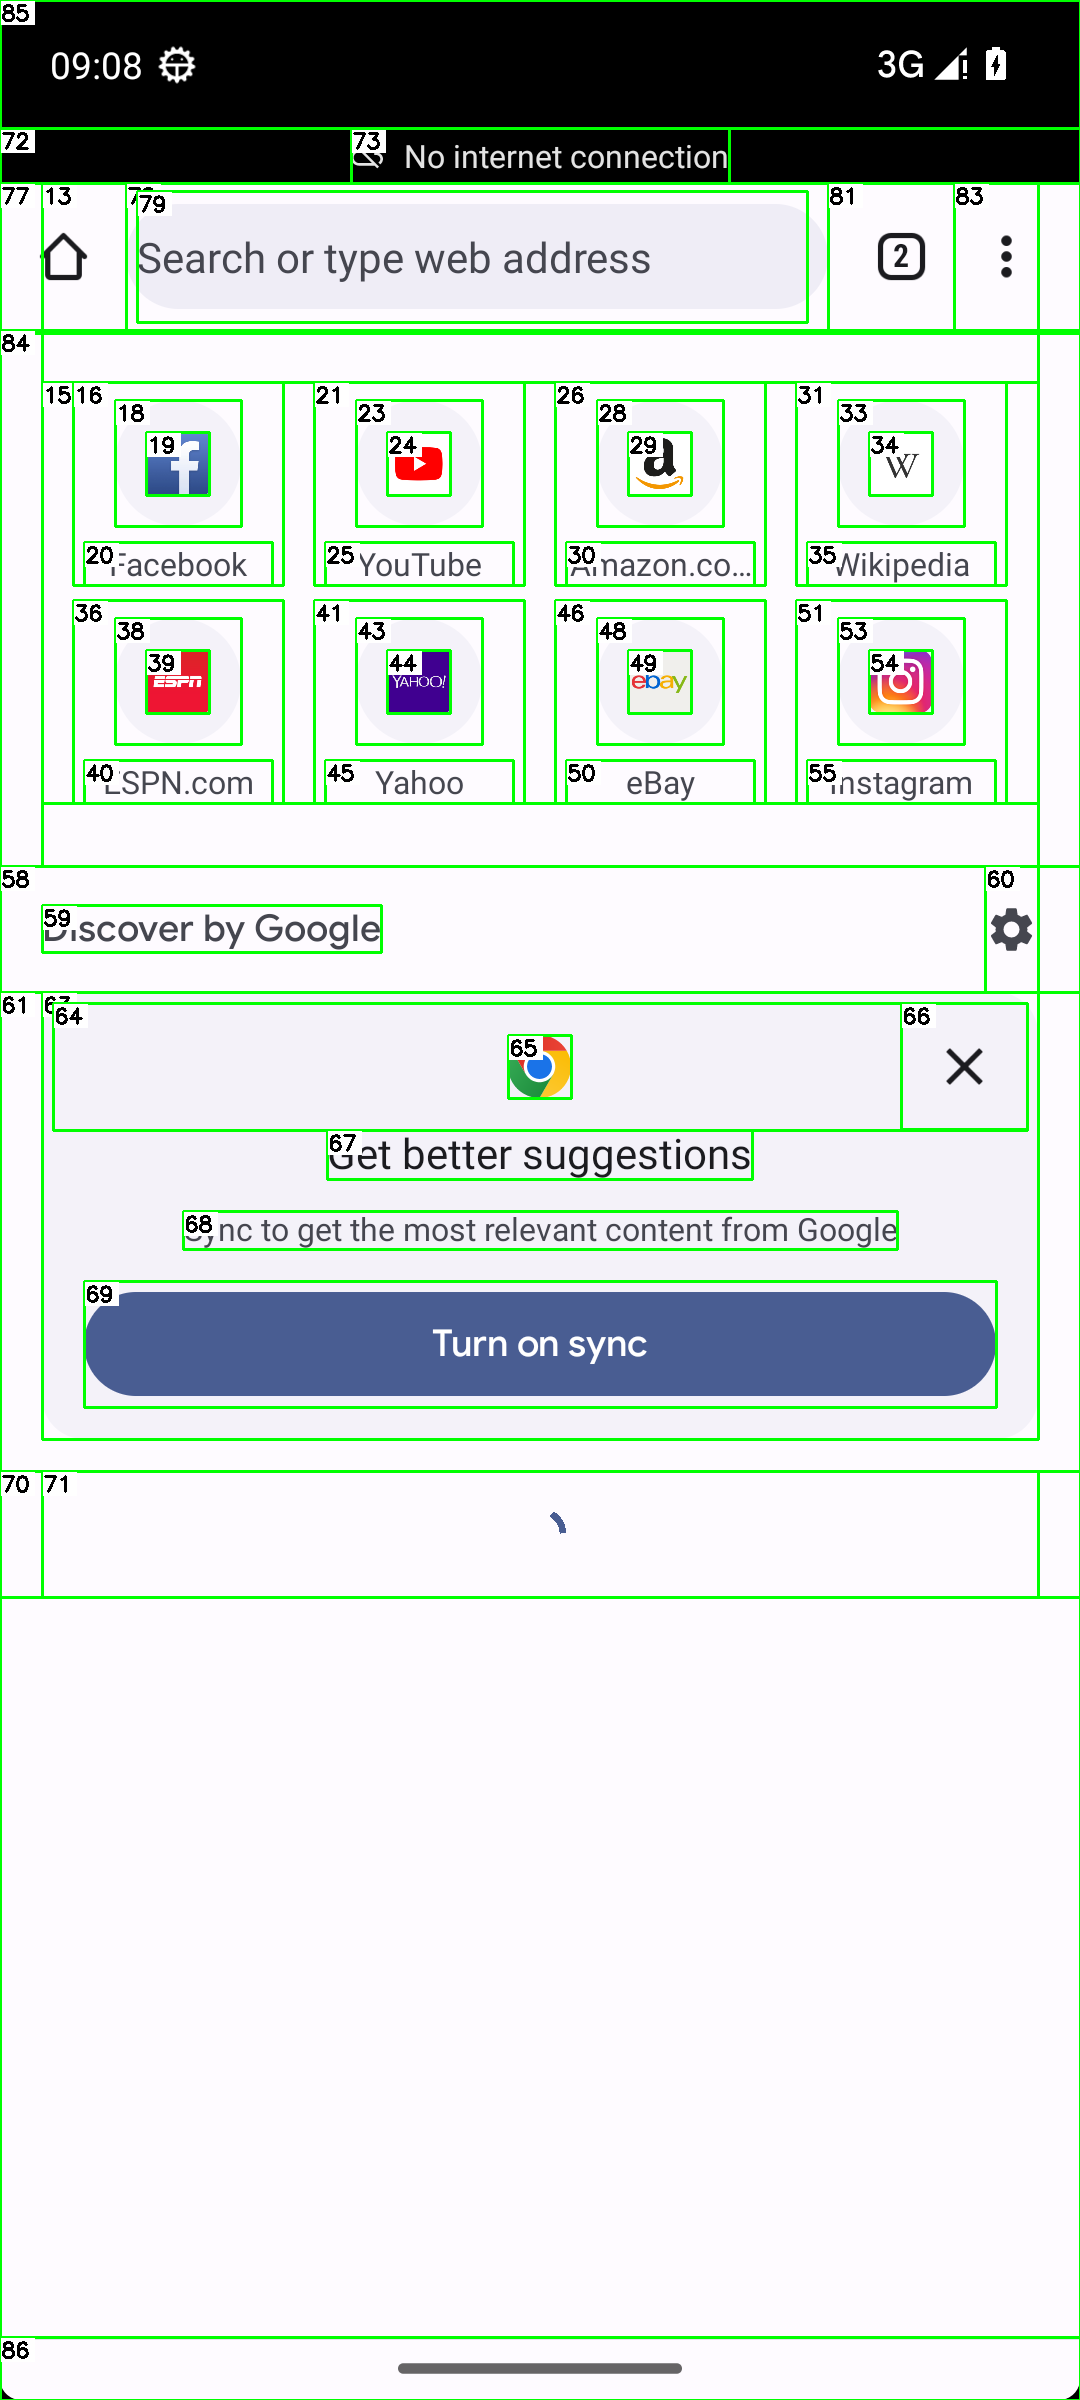 85
09:08 3G
72 73 No internet connection
77 13 79 Search or type web address 81 2 83
84
15 16 18 19 21 23 24 26 28 29 31 33 34 W
20 Facebook 25 YouTube 30 Amazon.co… 35 Wikipedia
36 38 39 ESPN 41 43 44 YAHOO! 46 48 49 ebay 51 53 54
40 ESPN.com 45 Yahoo 50 eBay 55 Instagram
58 60
59 Discover by Google
61 64 65 66
67 Get better suggestions
68 Sync to get the most relevant content from Google
69
Turn on sync
70 71
86